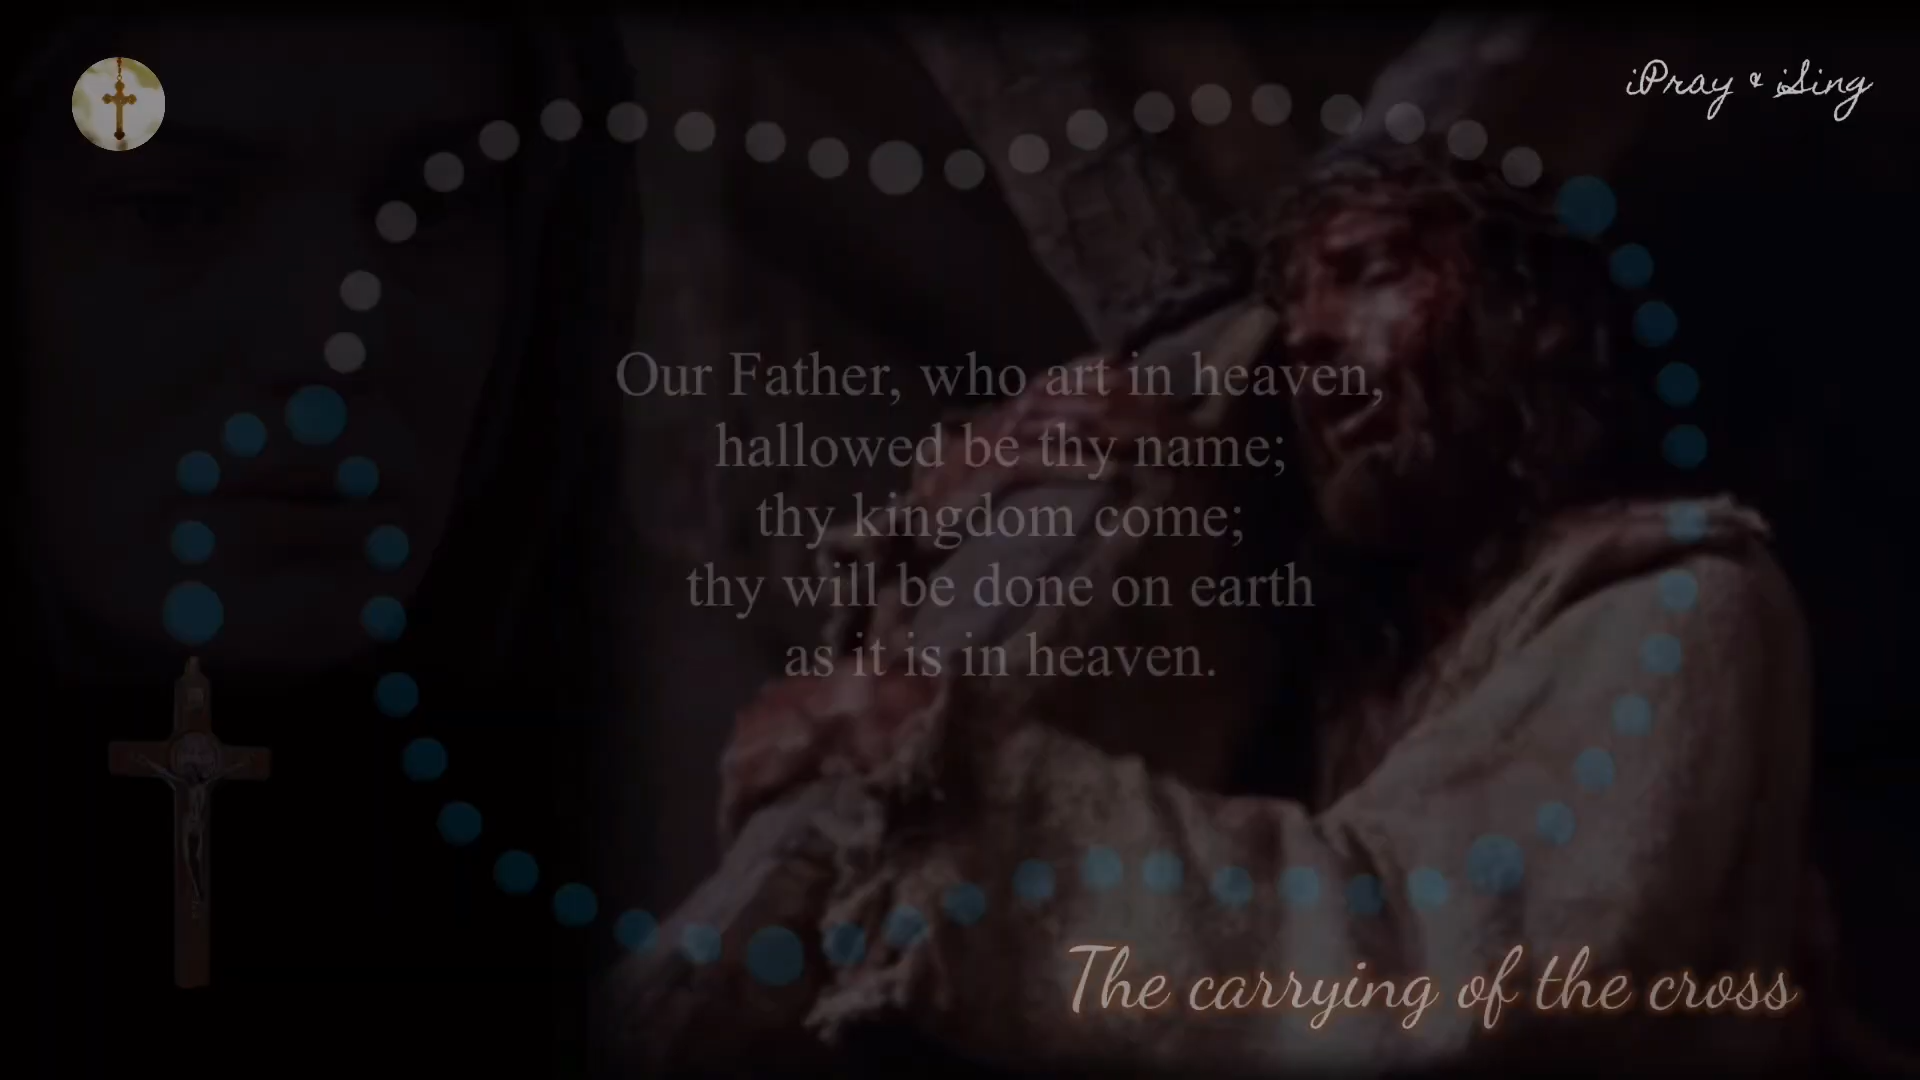 iPray & iSing
Our Father, who art in heaven,
hallowed be thy name;
thy kingdom come;
thy will be done on earth
as it is in heaven.
The carrying of the cross